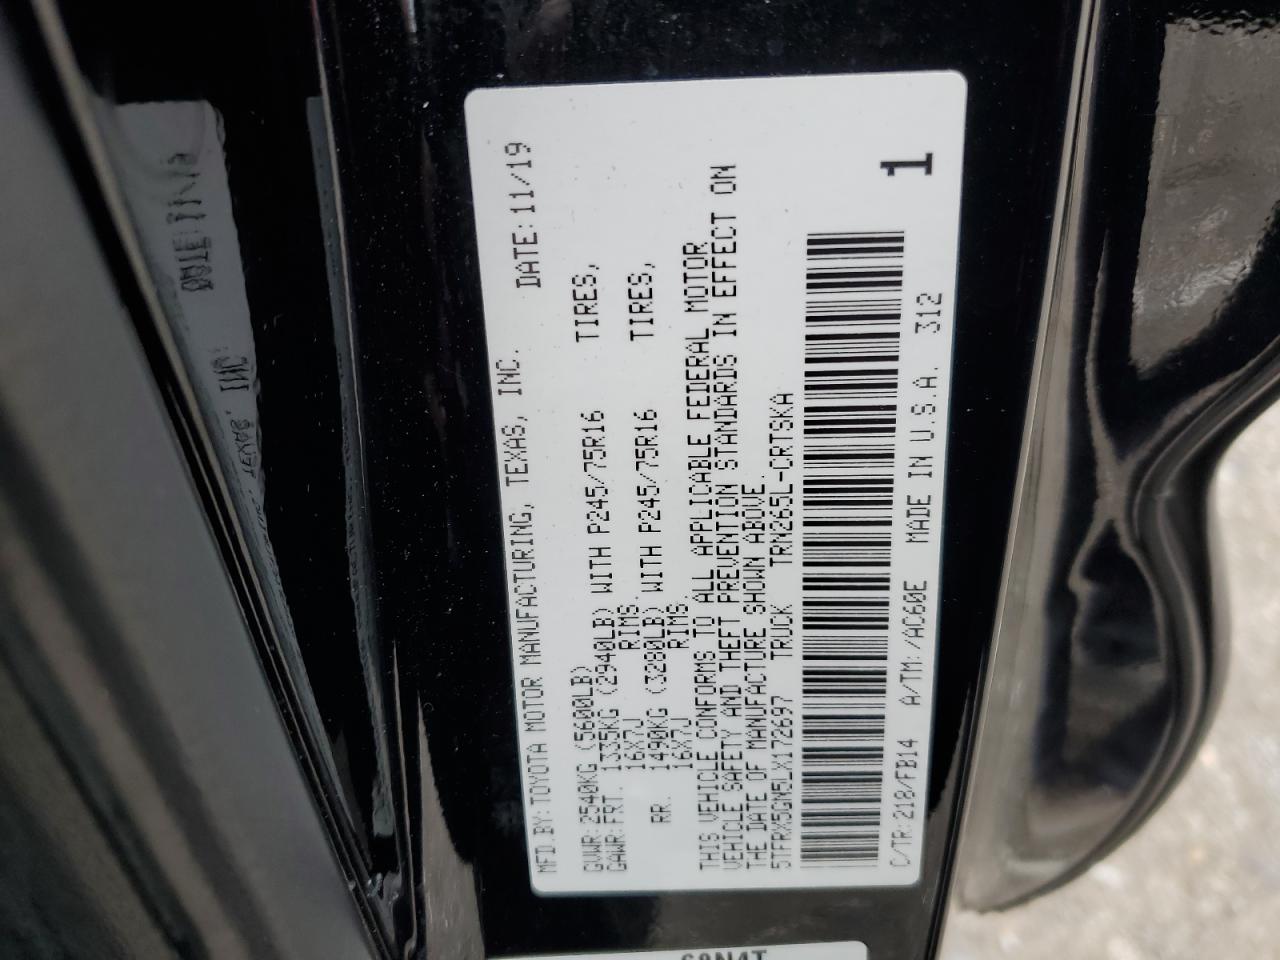 MFD.BY:TOYOTA MOTOR MANUFACTURING, TEXAS, INC. DATE:11/19
GVWR:2540KG (5600LB)
GAWR:FRT. 1335KG (2940LB) WITH P245/75R16 TIRES,
16X7J RIMS.
RR. 1490KG (3280LB) WITH P245/75R16 TIRES,
16X7J RIMS
THIS VEHICLE CONFORMS TO ALL APPLICABLE FEDERAL MOTOR
VEHICLE SAFETY AND THEFT PREVENTION STANDARDS IN EFFECT ON
THE DATE OF MANUFACTURE SHOWN ABOVE.
5TFRX5GN5LX172697 TRUCK TRN265L-CRTSKA
C/TR:218/FB14 A/TM:/AC60E MADE IN U.S.A. 312
1
68N4T